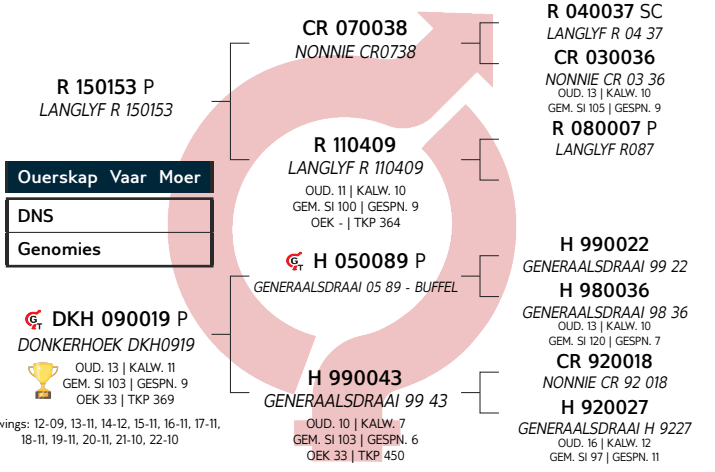 R 150153 P
LANGLYF R 150153
Ouerskap Vaar Moer
DNS
Genomies
DKH 090019 P
DONKERHOEK DKH0919
OUD. 13 | KALW. 11
GEM. SI 103 | GESPN. 9
OEK 33 | TKP 369
wings: 12-09, 13-11, 14-12, 15-11, 16-11, 17-11,
18-11, 19-11, 20-11, 21-10, 22-10
CR 070038
NONNIE CR0738
R 110409
LANGLYF R 110409
OUD. 11 | KALW. 10
GEM. SI 100 | GESPN. 9
OEK - | TKP 364
H 050089 P
GENERAALSDRAAI 05 89 - BUFFEL
H 990043
GENERAALSDRAAI 99 43
OUD. 10 | KALW. 7
GEM. SI 103 | GESPN. 6
OEK 33 | TKP 450
R 040037 SC
LANGLYF R 04 37
CR 030036
NONNIE CR 03 36
OUD. 13 | KALW. 10
GEM. SI 105 | GESPN. 9
R 080007 P
LANGLYF R087
H 990022
GENERAALSDRAAI 99 22
H 980036
GENERAALSDRAAI 98 36
OUD. 13 | KALW. 10
GEM. SI 120 | GESPN. 7
CR 920018
NONNIE CR 92 018
H 920027
GENERAALSDRAAI H 9227
OUD. 16 | KALW. 12
GEM. SI 97 | GESPN. 11